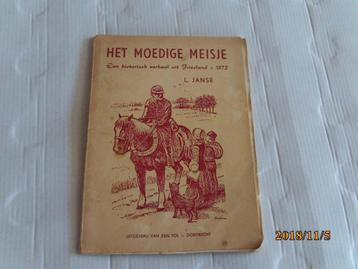 HET MOEDIGE MEISJE
Een historisch verhaal uit Friesland - 1672
L. JANSE
UITGEVERIJ VAN DEN TOL - DORDRECHT
2018/11/5